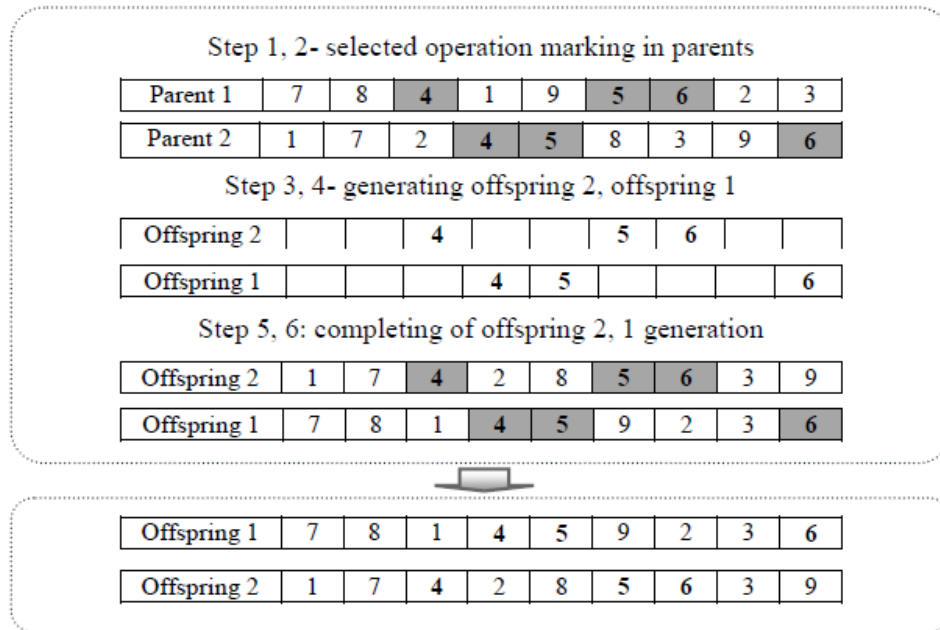 Step 1, 2- selected operation marking in parents
Parent 1 7 8 4 1 9 5 6 2 3
Parent 2 1 7 2 4 5 8 3 9 6
Step 3, 4- generating offspring 2, offspring 1
Offspring 2 4 5 6
Offspring 1 4 5 6
Step 5, 6: completing of offspring 2, 1 generation
Offspring 2 1 7 4 2 8 5 6 3 9
Offspring 1 7 8 1 4 5 9 2 3 6
Offspring 1 7 8 1 4 5 9 2 3 6
Offspring 2 1 7 4 2 8 5 6 3 9